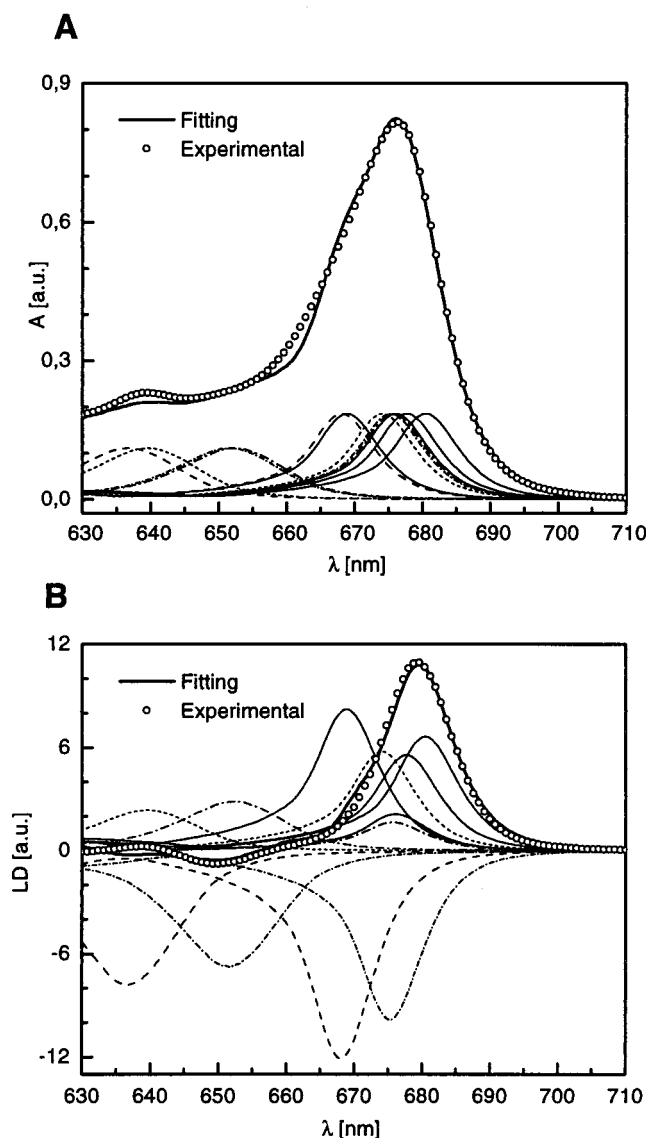 A
0,9
Fitting
Experimental
0,6
A [a.u.]
0,3
0,0
630 640 650 660 670 680 690 700 710
λ [nm]
B
12
Fitting
Experimental
6
LD [a.u.]
0
-6
-12
630 640 650 660 670 680 690 700 710
λ [nm]